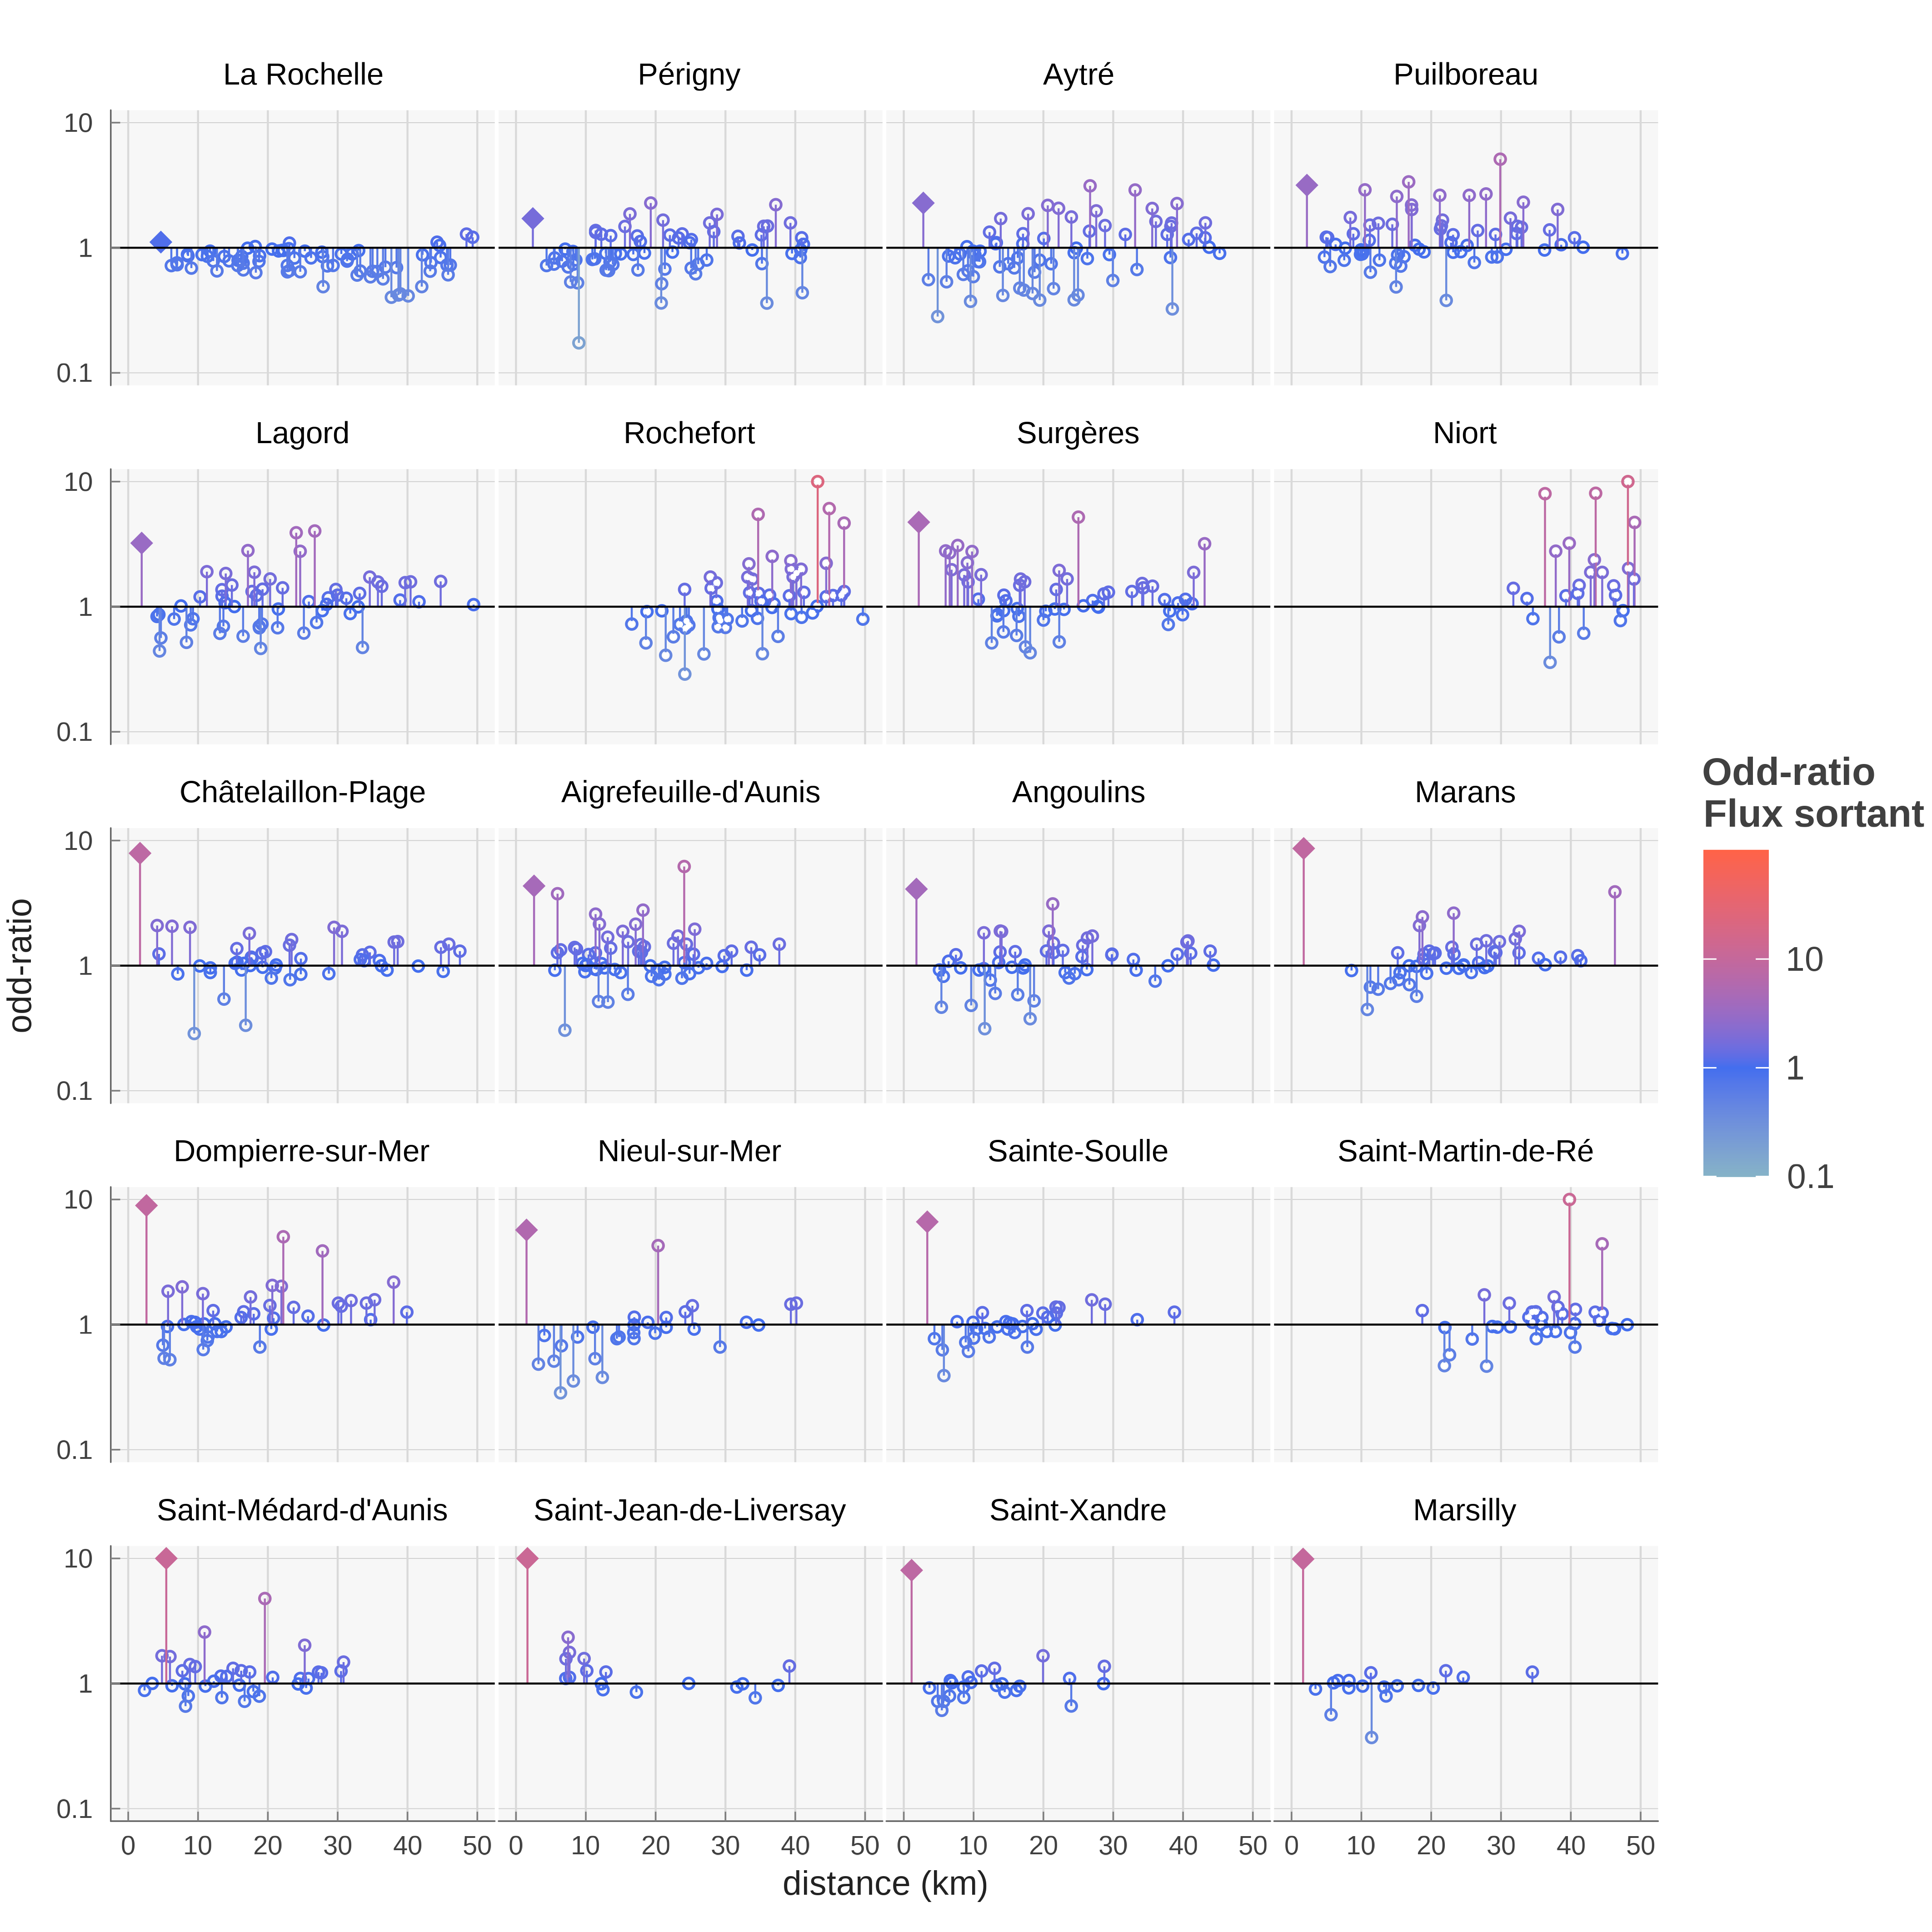 La Rochelle Périgny Aytré Puilboreau
10
1
0.1
Lagord Rochefort Surgères Niort
10
1
0.1
Châtelaillon-Plage Aigrefeuille-d'Aunis Angoulins Marans
10
1
0.1
Dompierre-sur-Mer Nieul-sur-Mer Sainte-Soulle Saint-Martin-de-Ré
10
1
0.1
Saint-Médard-d'Aunis Saint-Jean-de-Liversay Saint-Xandre Marsilly
10
1
0.1
0 10 20 30 40 50 0 10 20 30 40 50 0 10 20 30 40 50 0 10 20 30 40 50
distance (km)
odd-ratio
Odd-ratio
Flux sortant
10
1
0.1